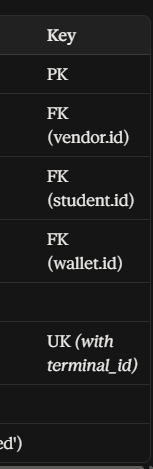 Key
PK
FK
(vendor.id)
FK
(student.id)
FK
(wallet.id)
UK (with
terminal_id)
ed')